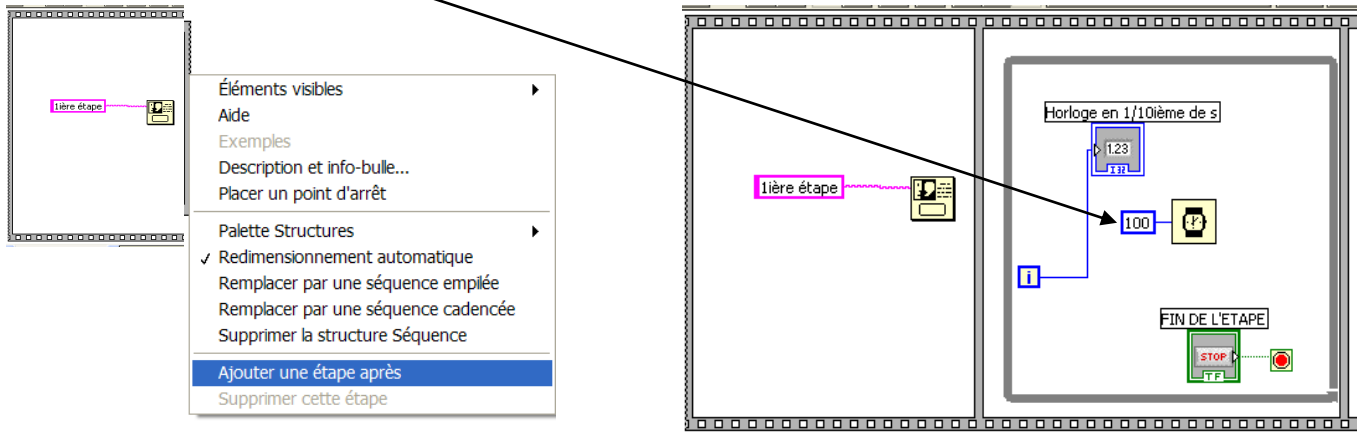 1ière étape
Éléments visibles
Aide
Exemples
Description et info-bulle...
Placer un point d'arrêt
Palette Structures
✓ Redimensionnement automatique
Remplacer par une séquence empilée
Remplacer par une séquence cadencée
Supprimer la structure Séquence
Ajouter une étape après
Supprimer cette étape
1ière étape
Horloge en 1/10ième de s
1.23
I32
100
i
FIN DE L'ETAPE
STOP
TF